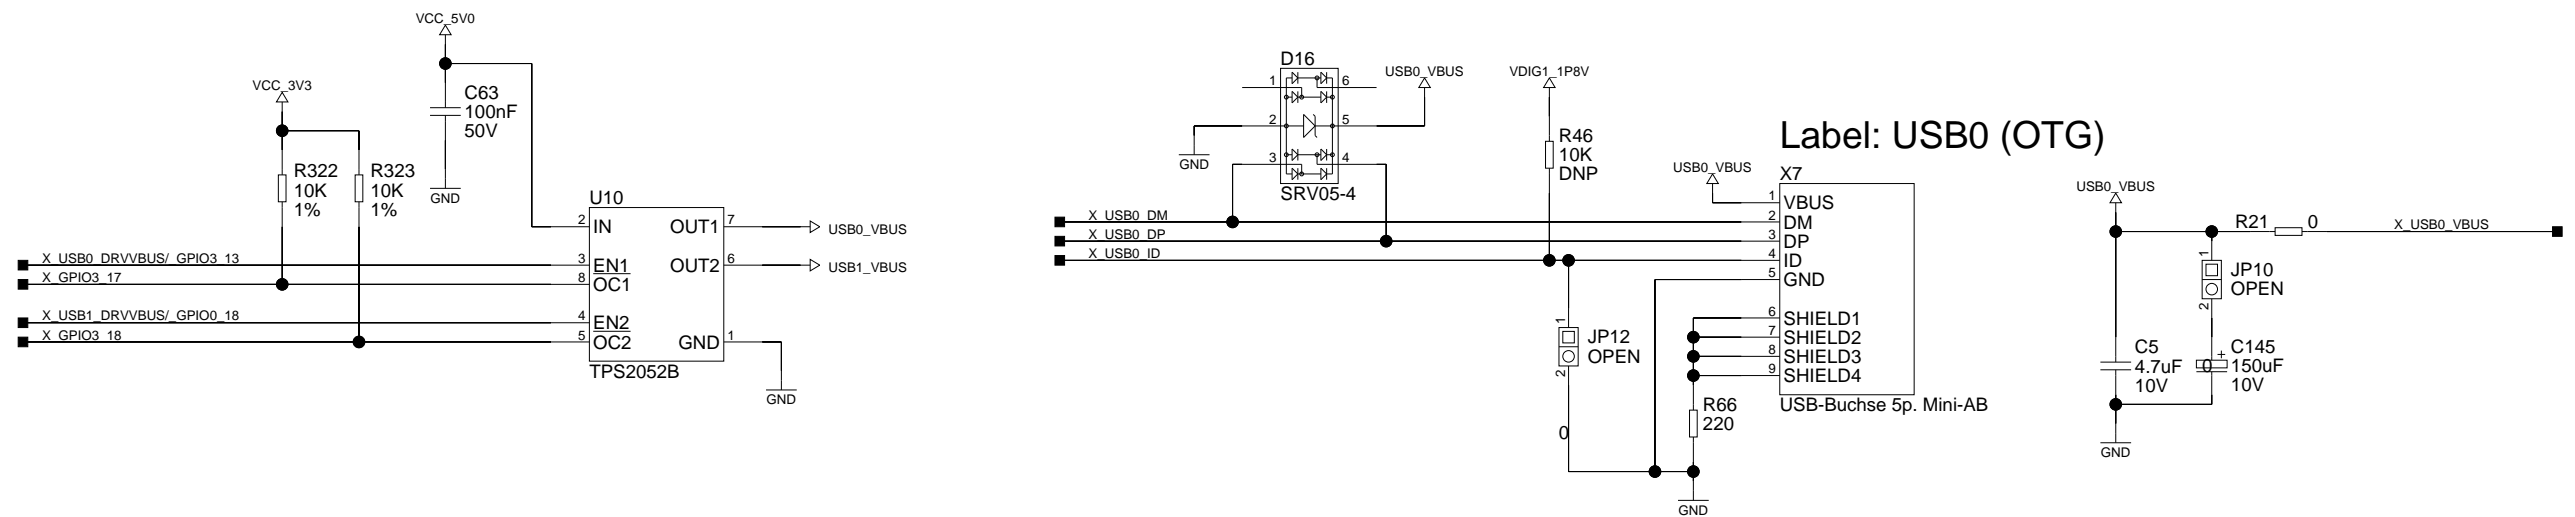 VCC_5V0
C63
100nF
50V
GND
VCC_3V3
R322
10K
1%
R323
10K
1%
U10
2 IN
OUT1 7
USB0_VBUS
X_USB0_DRVVBUS/_GPIO3_13
3 EN1
OUT2 6
USB1_VBUS
X_GPIO3_17
8 OC1
X_USB1_DRVVBUS/_GPIO0_18
4 EN2
X_GPIO3_18
5 OC2
GND 1
TPS2052B
GND
D16
1
6
2
5
3
4
SRV05-4
GND
USB0_VBUS
VDIG1_1P8V
R46
10K
DNP
X_USB0_DM
X_USB0_DP
X_USB0_ID
Label: USB0 (OTG)
USB0_VBUS
X7
1 VBUS
2 DM
3 DP
4 ID
5 GND
6 SHIELD1
7 SHIELD2
8 SHIELD3
9 SHIELD4
USB-Buchse 5p. Mini-AB
1
JP12
OPEN
2
0
R66
220
GND
USB0_VBUS
R21
0
X_USB0_VBUS
1
JP10
OPEN
2
C5
4.7uF
10V
+
0
C145
150uF
10V
GND